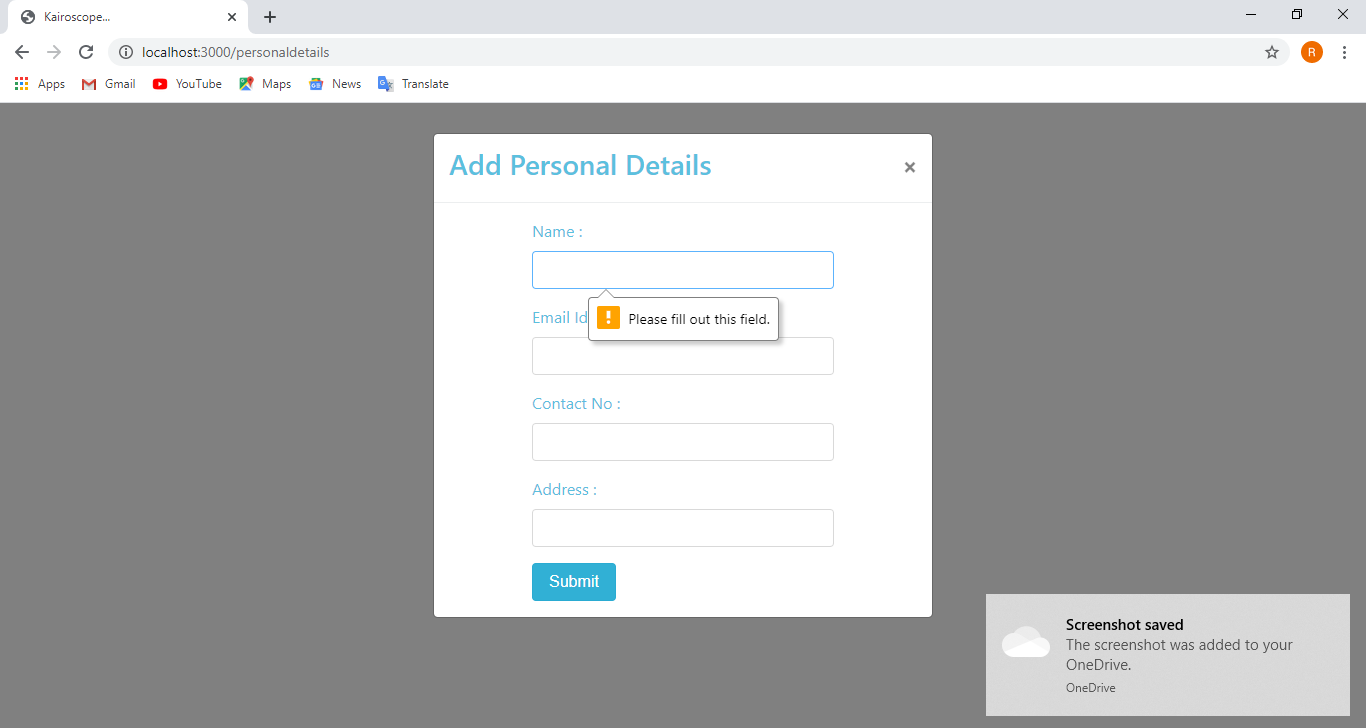 Kairoscope...
localhost:3000/personaldetails
R
Apps
Gmail
YouTube
Maps
News
Translate
Add Personal Details
×
Name :
Email Id
Please fill out this field.
Contact No :
Address :
Submit
Screenshot saved
The screenshot was added to your
OneDrive.
OneDrive